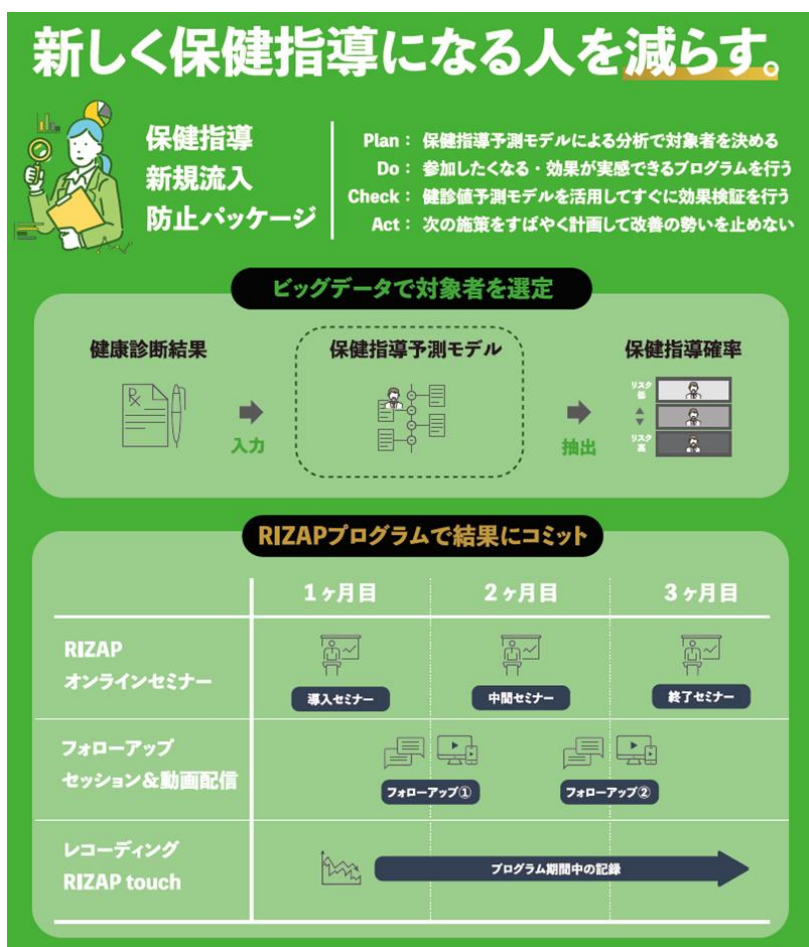 新しく保健指導になる人を減らす。
保健指導
新規流入
防止パッケージ
Plan： 保健指導予測モデルによる分析で対象者を決める
Do： 参加したくなる・効果が実感できるプログラムを行う
Check： 健診値予測モデルを活用してすぐに効果検証を行う
Act： 次の施策をすばやく計画して改善の勢いを止めない
ビッグデータで対象者を選定
健康診断結果
保健指導予測モデル
保健指導確率
入力
抽出
リスク
低
リスク
高
RIZAPプログラムで結果にコミット
1ヶ月目 2ヶ月目 3ヶ月目
RIZAP
オンラインセミナー
導入セミナー 中間セミナー 終了セミナー
フォローアップ
セッション＆動画配信
フォローアップ① フォローアップ②
レコーディング
RIZAP touch
プログラム期間中の記録